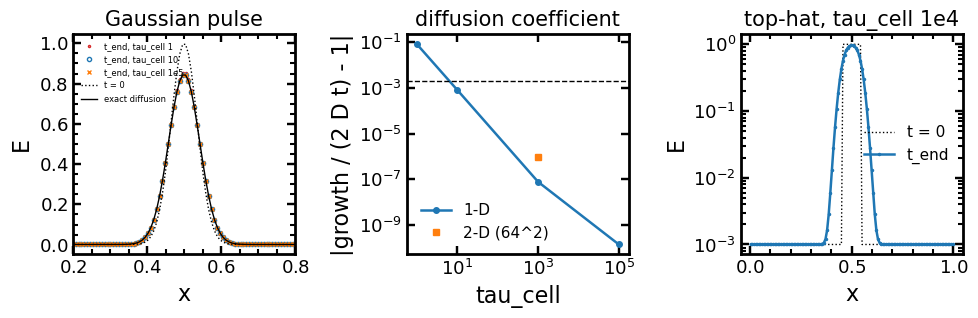 Gaussian pulse
E
1.0
0.8
0.6
0.4
0.2
0.0
t_end, tau_cell 1
t_end, tau_cell 10
t_end, tau_cell 1e5
t = 0
exact diffusion
0.2
0.4
0.6
0.8
x
diffusion coefficient
|growth / (2 D t) - 1|
10^-1
10^-3
10^-5
10^-7
10^-9
1-D
2-D (64^2)
10^1
10^3
10^5
tau_cell
top-hat, tau_cell 1e4
E
10^0
10^-1
10^-2
10^-3
t = 0
t_end
0.0
0.5
1.0
x